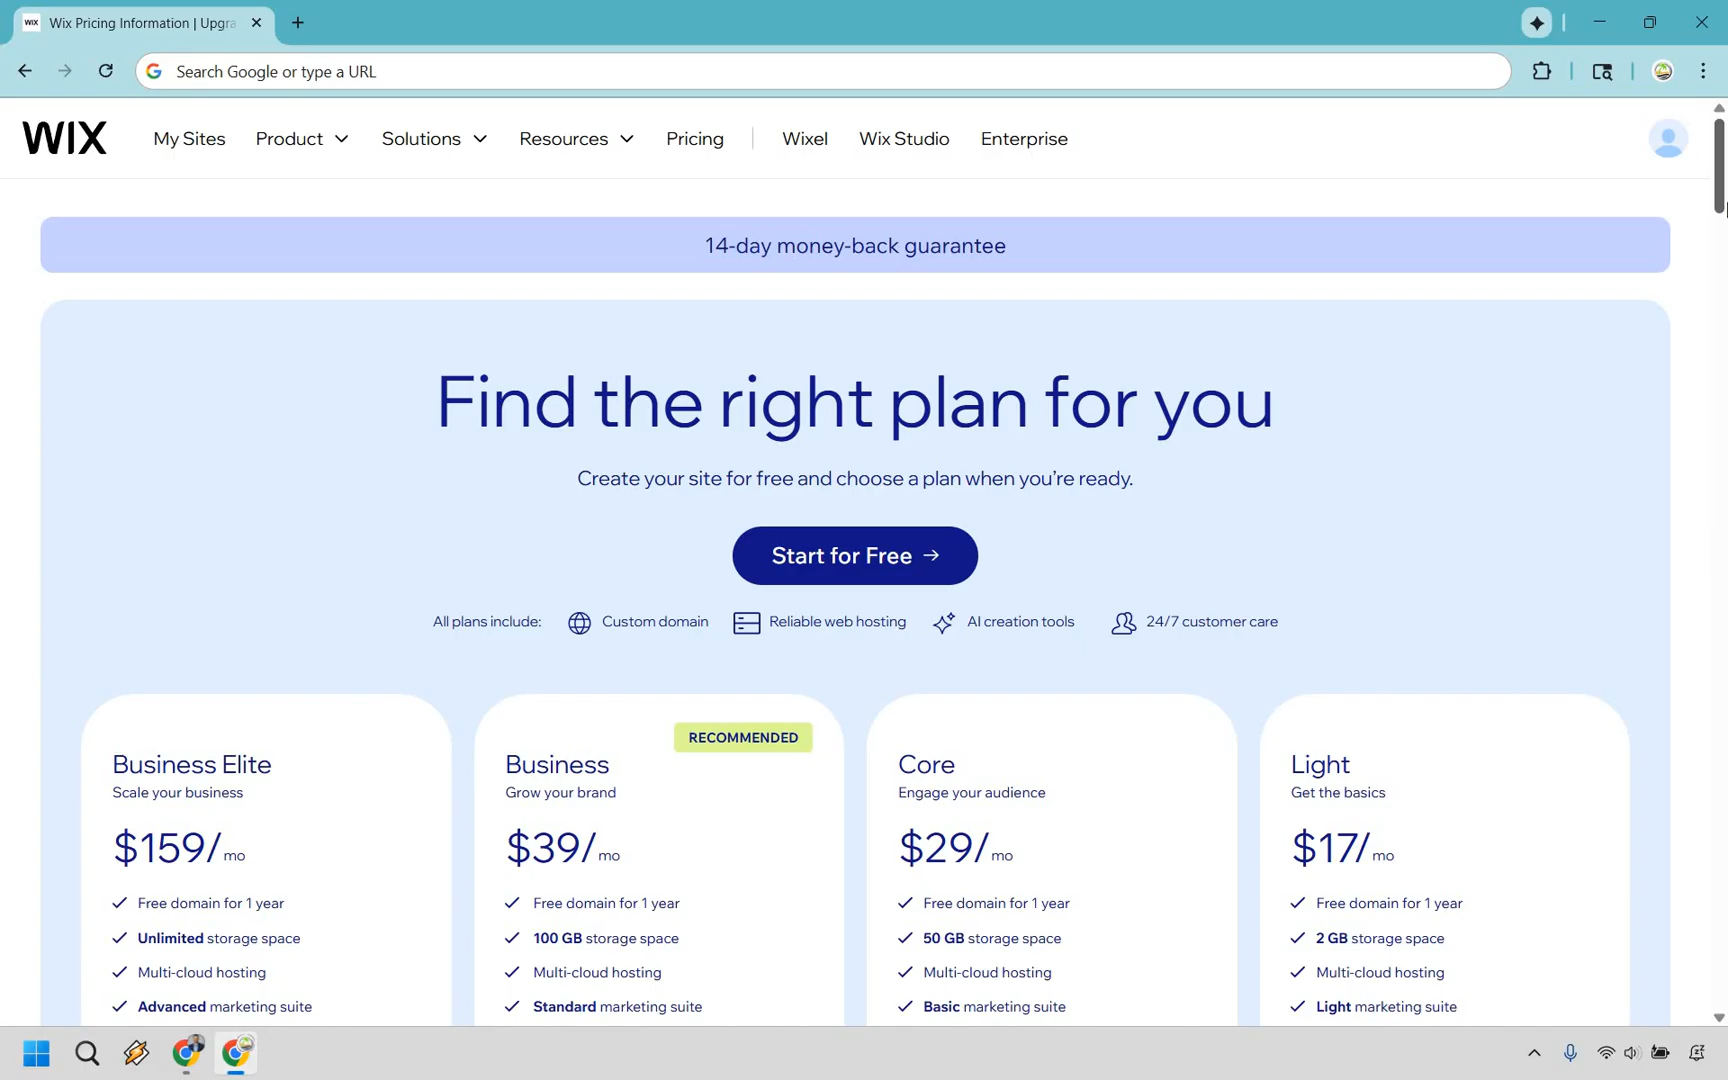 WIX
Wix Pricing Information | Upgra
Search Google or type a URL
WIX
My Sites
Product
Solutions
Resources
Pricing
Wixel
Wix Studio
Enterprise
14-day money-back guarantee
Find the right plan for you
Create your site for free and choose a plan when you're ready.
Start for Free →
All plans include:
Custom domain
Reliable web hosting
AI creation tools
24/7 customer care
Business Elite
Scale your business
$159/mo
Free domain for 1 year
Unlimited storage space
Multi-cloud hosting
Advanced marketing suite
RECOMMENDED
Business
Grow your brand
$39/mo
Free domain for 1 year
100 GB storage space
Multi-cloud hosting
Standard marketing suite
Core
Engage your audience
$29/mo
Free domain for 1 year
50 GB storage space
Multi-cloud hosting
Basic marketing suite
Light
Get the basics
$17/mo
Free domain for 1 year
2 GB storage space
Multi-cloud hosting
Light marketing suite